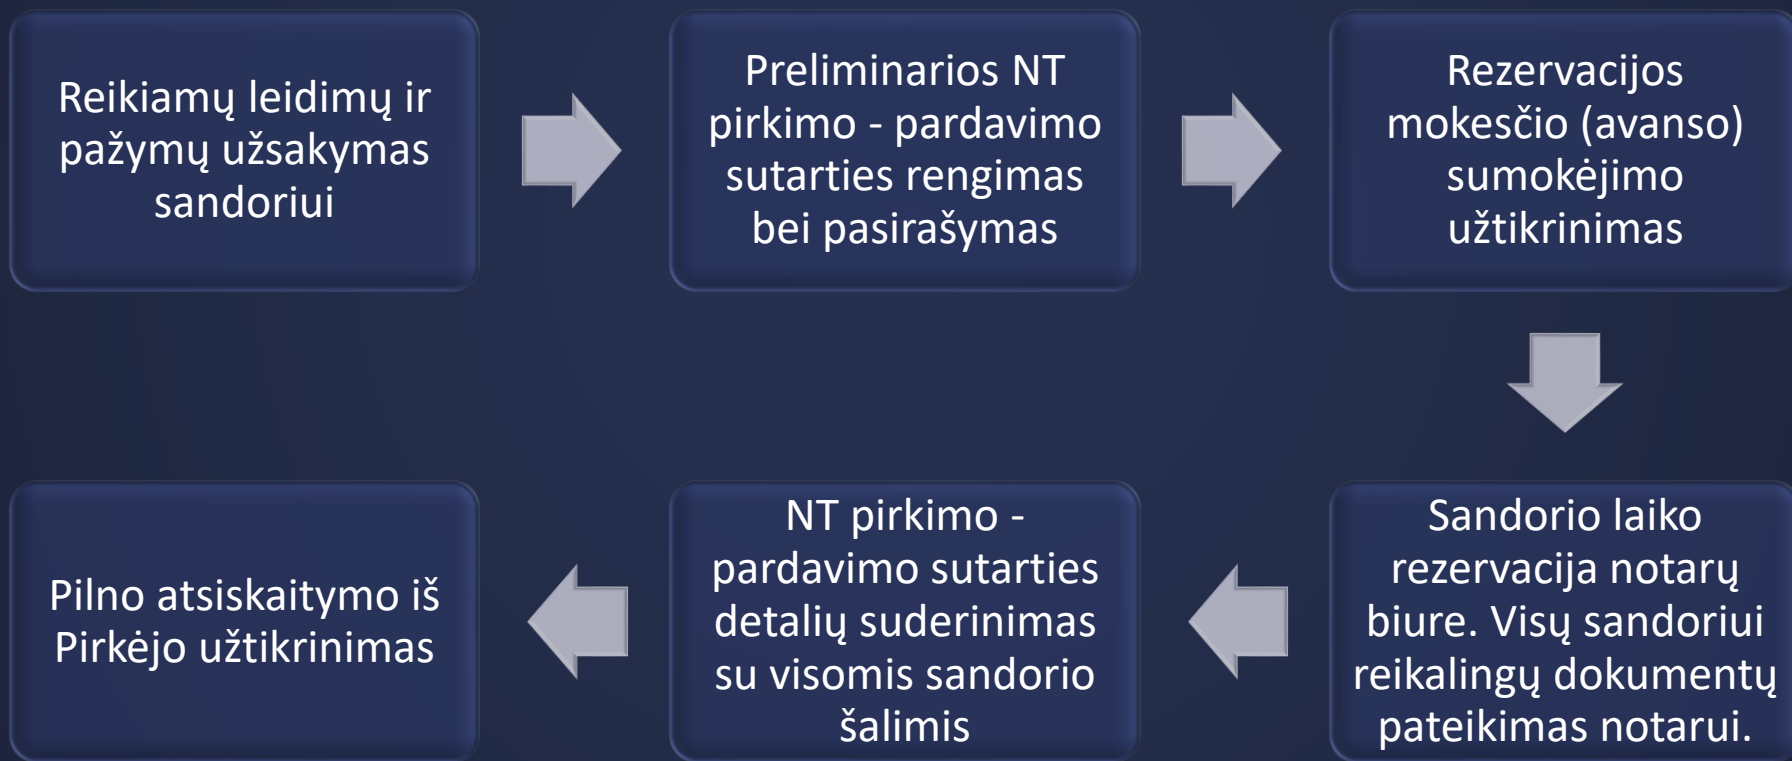 Reikiamų leidimų ir
pažymų užsakymas
sandoriui
Preliminarios NT
pirkimo - pardavimo
sutarties rengimas
bei pasirašymas
Rezervacijos
mokesčio (avanso)
sumokėjimo
užtikrinimas
Sandorio laiko
rezervacija notarų
biure. Visų sandoriui
reikalingų dokumentų
pateikimas notarui.
NT pirkimo -
pardavimo sutarties
detalių suderinimas
su visomis sandorio
šalimis
Pilno atsiskaitymo iš
Pirkėjo užtikrinimas